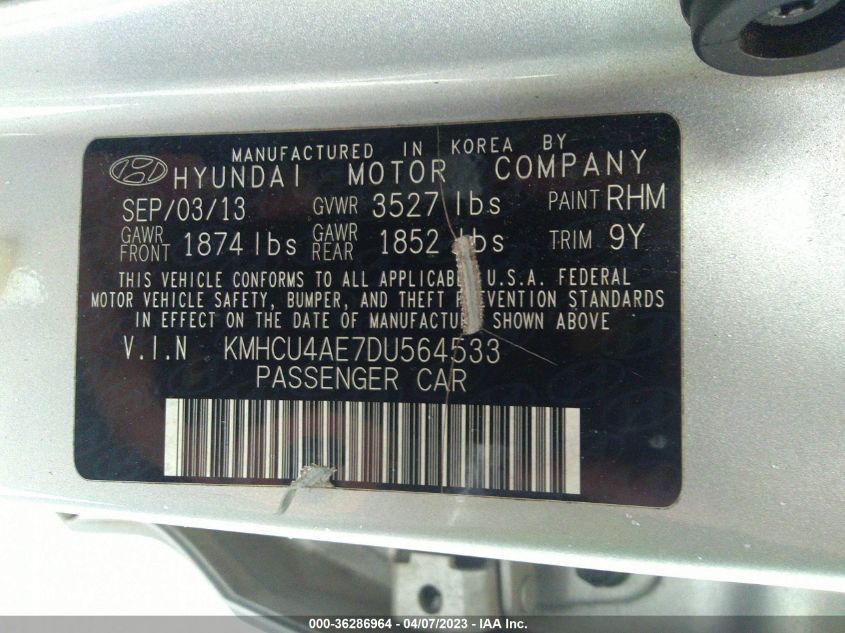 MANUFACTURED IN KOREA BY
HYUNDAI MOTOR COMPANY
SEP/03/13 GVWR 3527 lbs PAINT RHM
GAWR FRONT 1874 lbs GAWR REAR 1852 lbs TRIM 9Y
THIS VEHICLE CONFORMS TO ALL APPLICABLE U.S.A. FEDERAL
MOTOR VEHICLE SAFETY, BUMPER, AND THEFT PREVENTION STANDARDS
IN EFFECT ON THE DATE OF MANUFACTURE SHOWN ABOVE
V.I.N KMHCU4AE7DU564533
PASSENGER CAR
000-36286964 - 04/07/2023 - IAA Inc.